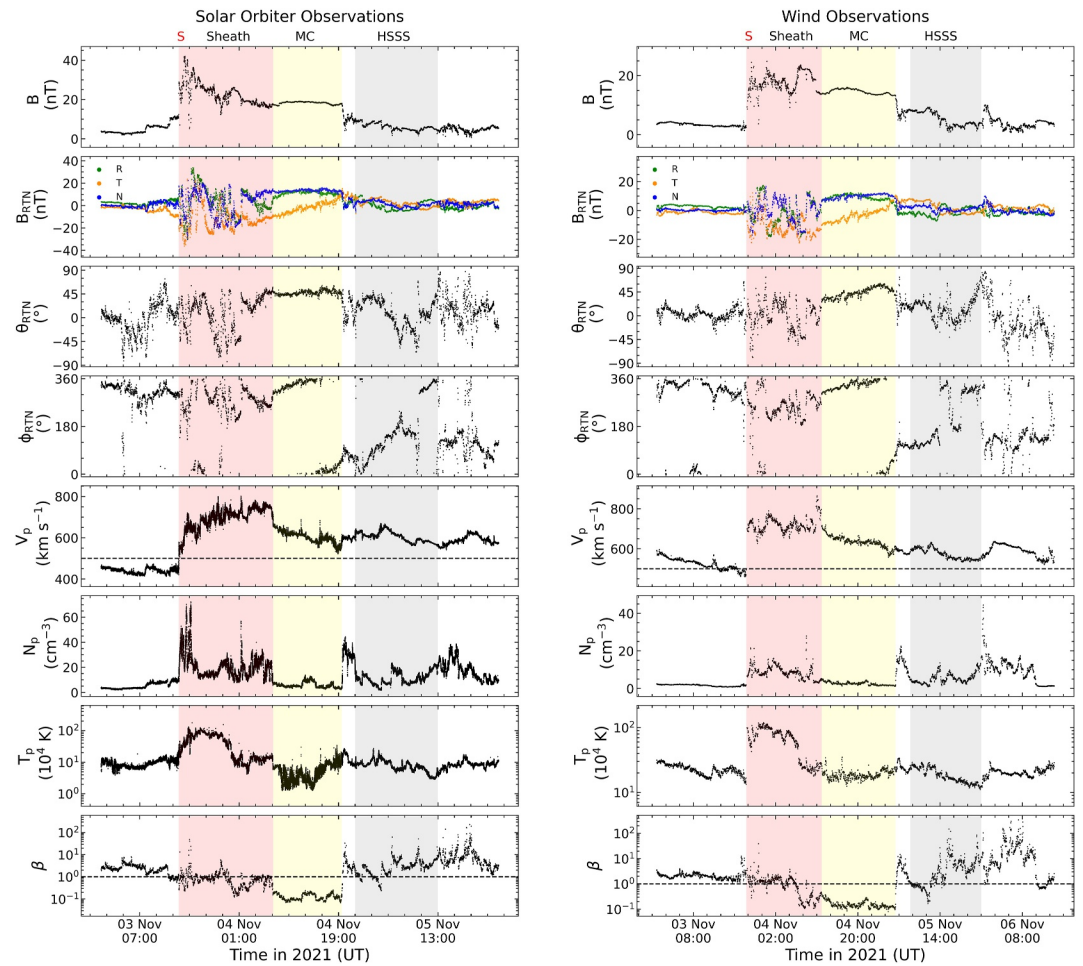 Solar Orbiter Observations
S Sheath MC HSSS
B (nT)
40
20
0
B_RTN (nT)
40
20
0
−20
−40
R
T
N
θ_RTN (°)
90
45
0
−45
−90
ϕ_RTN (°)
360
180
0
V_p (km s⁻¹)
800
600
400
N_p (cm⁻³)
60
40
20
0
T_p (10⁴ K)
10²
10¹
10⁰
β
10²
10¹
10⁰
10⁻¹
03 Nov 04 Nov 04 Nov 05 Nov
07:00 01:00 19:00 13:00
Time in 2021 (UT)
Wind Observations
S Sheath MC HSSS
B (nT)
20
0
B_RTN (nT)
20
0
−20
R
T
N
θ_RTN (°)
90
45
0
−45
−90
ϕ_RTN (°)
360
180
0
V_p (km s⁻¹)
800
600
N_p (cm⁻³)
40
20
0
T_p (10⁴ K)
10²
10¹
β
10²
10¹
10⁰
10⁻¹
03 Nov 04 Nov 04 Nov 05 Nov 06 Nov
08:00 02:00 20:00 14:00 08:00
Time in 2021 (UT)